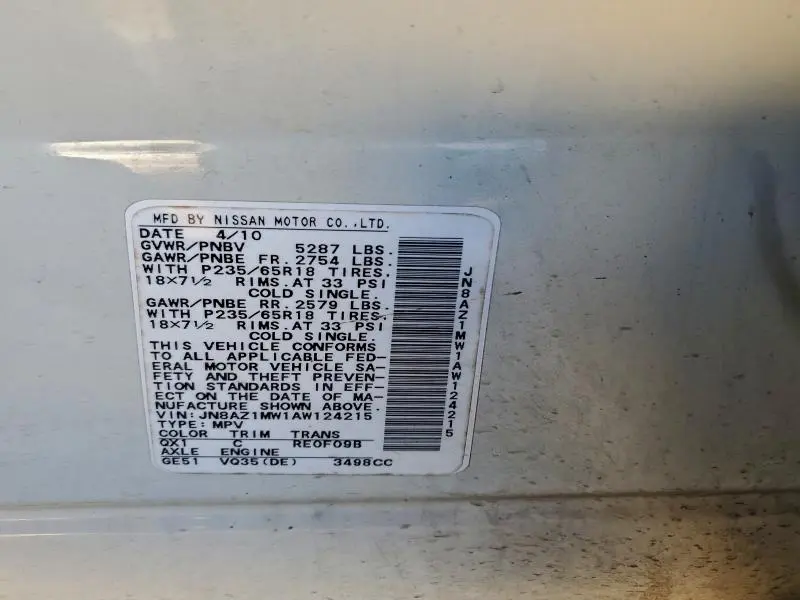 MFD BY NISSAN MOTOR CO.,LTD.
DATE 4/10
GVWR/PNBV 5287 LBS.
GAWR/PNBE FR. 2754 LBS.
WITH P235/65R18 TIRES.
18×7½ RIMS. AT 33 PSI
COLD SINGLE.
GAWR/PNBE RR. 2579 LBS.
WITH P235/65R18 TIRES.
18×7½ RIMS. AT 33 PSI
COLD SINGLE.
THIS VEHICLE CONFORMS
TO ALL APPLICABLE FED-
ERAL MOTOR VEHICLE SA-
FETY AND THEFT PREVEN-
TION STANDARDS IN EFF-
ECT ON THE DATE OF MA-
NUFACTURE SHOWN ABOVE.
VIN:JN8AZ1MW1AW124215
TYPE:MPV
COLOR TRIM TRANS
QX1 C RE0F09B
AXLE ENGINE
GE51 VQ35(DE) 3498CC
JN8AZ1MW1AW124215